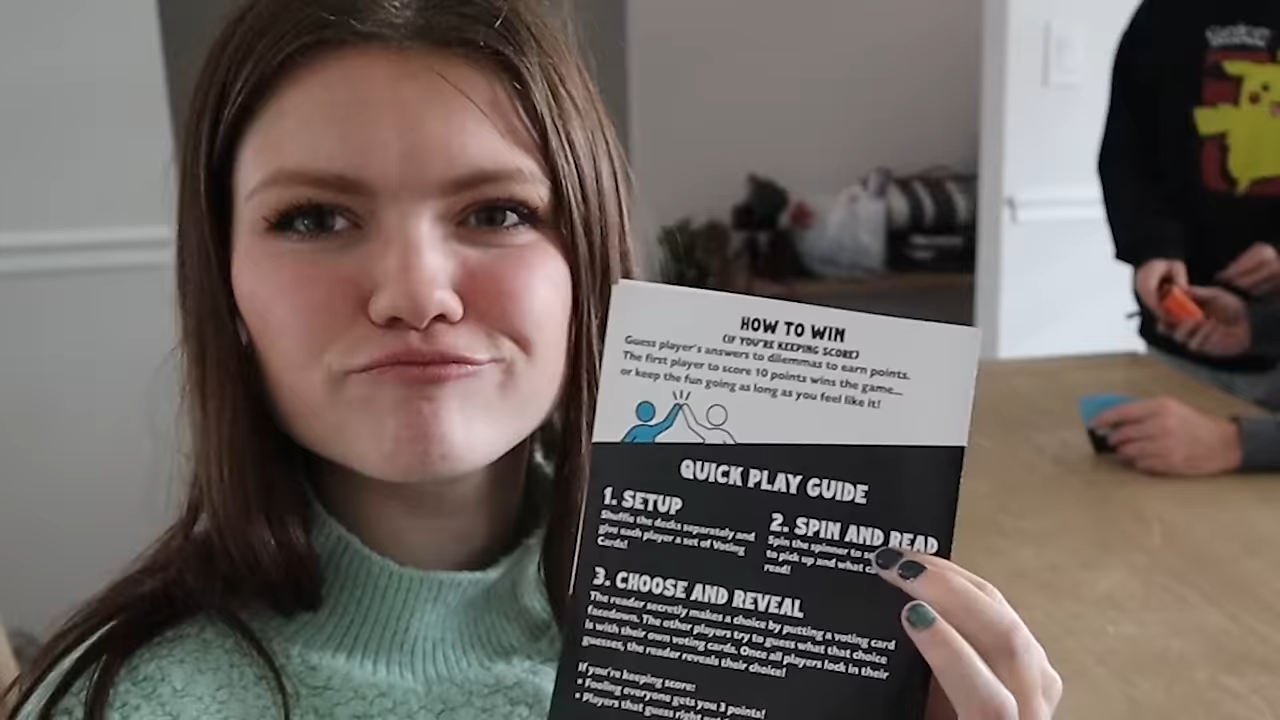 HOW TO WIN
(IF YOU'RE KEEPING SCORE)
Guess player's answers to dilemmas to earn points.
The first player to score 10 points wins the game...
or keep the fun going as long as you feel like it!
QUICK PLAY GUIDE
1. SETUP
Shuffle the decks separately and
give each player a set of Voting
Cards!
2. SPIN AND READ
Spin the spinner to
to pick up and what
read!
3. CHOOSE AND REVEAL
The reader secretly makes a choice by putting a voting card
facedown. The other players try to guess what that choice
is with their own voting cards. Once all players lock in their
guesses, the reader reveals their choice!
If you're keeping score:
• Fooling everyone gets you 3 points!
• Players that guess right